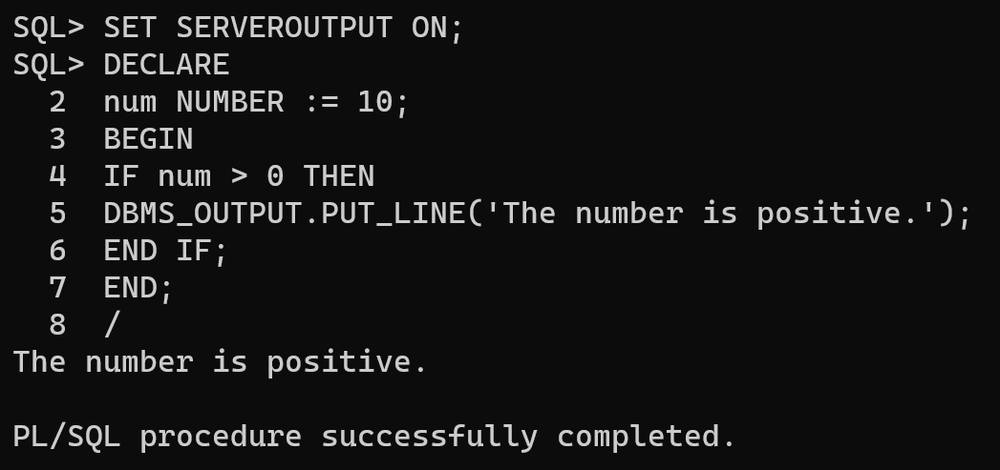 SQL> SET SERVEROUTPUT ON;
SQL> DECLARE
  2  num NUMBER := 10;
  3  BEGIN
  4  IF num > 0 THEN
  5  DBMS_OUTPUT.PUT_LINE('The number is positive.');
  6  END IF;
  7  END;
  8  /
The number is positive.

PL/SQL procedure successfully completed.